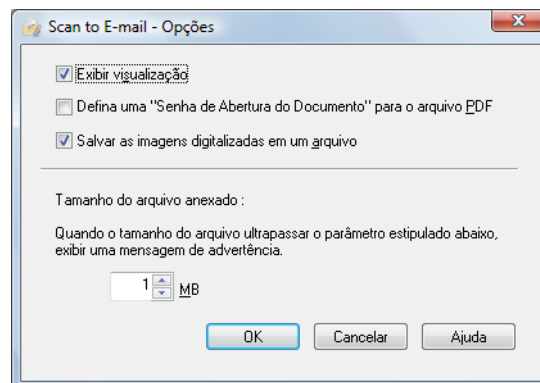 Scan to E-mail - Opções
Exibir visualização
Defina uma "Senha de Abertura do Documento" para o arquivo PDF
Salvar as imagens digitalizadas em um arquivo
Tamanho do arquivo anexado :
Quando o tamanho do arquivo ultrapassar o parâmetro estipulado abaixo,
exibir uma mensagem de advertência.
1 MB
OK Cancelar Ajuda